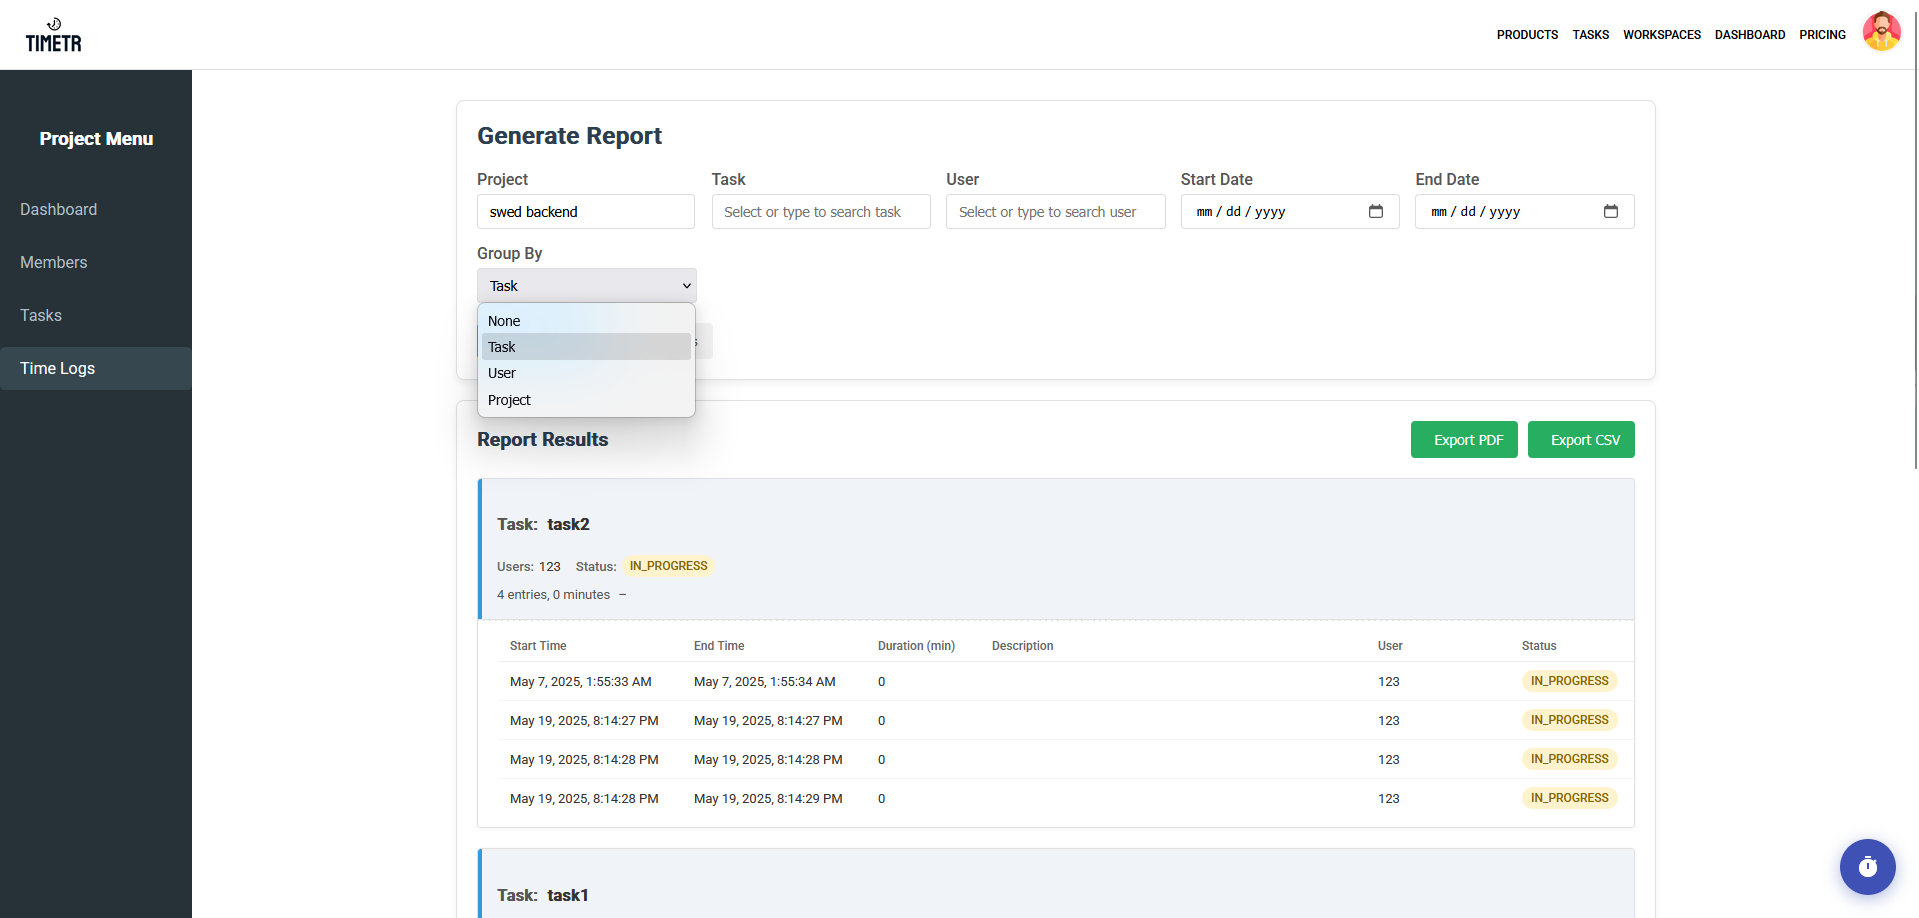 TIMETR
PRODUCTS TASKS WORKSPACES DASHBOARD PRICING
Project Menu
Dashboard
Members
Tasks
Time Logs
Generate Report
Project Task User Start Date End Date
swed backend Select or type to search task Select or type to search user mm / dd / yyyy mm / dd / yyyy
Group By
Task
None
Task
User
Project
Report Results
Export PDF Export CSV
Task: task2
Users: 123 Status: IN_PROGRESS
4 entries, 0 minutes –
Start Time End Time Duration (min) Description User Status
May 7, 2025, 1:55:33 AM May 7, 2025, 1:55:34 AM 0 123 IN_PROGRESS
May 19, 2025, 8:14:27 PM May 19, 2025, 8:14:27 PM 0 123 IN_PROGRESS
May 19, 2025, 8:14:28 PM May 19, 2025, 8:14:28 PM 0 123 IN_PROGRESS
May 19, 2025, 8:14:28 PM May 19, 2025, 8:14:29 PM 0 123 IN_PROGRESS
Task: task1